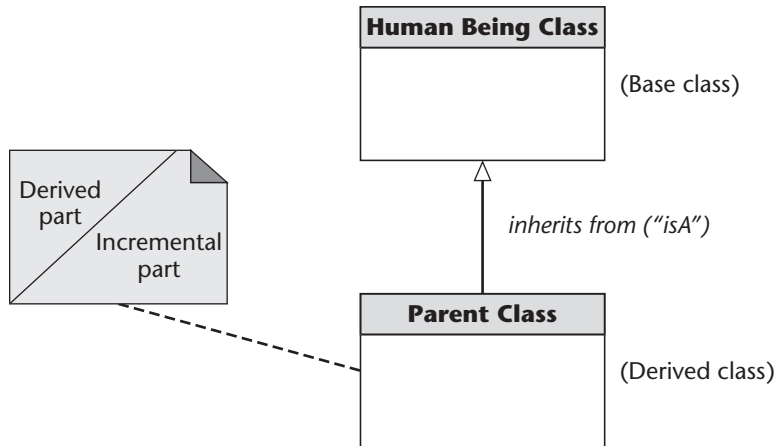 Human Being Class
(Base class)
Derived
part
Incremental
part
inherits from (“isA”)
Parent Class
(Derived class)